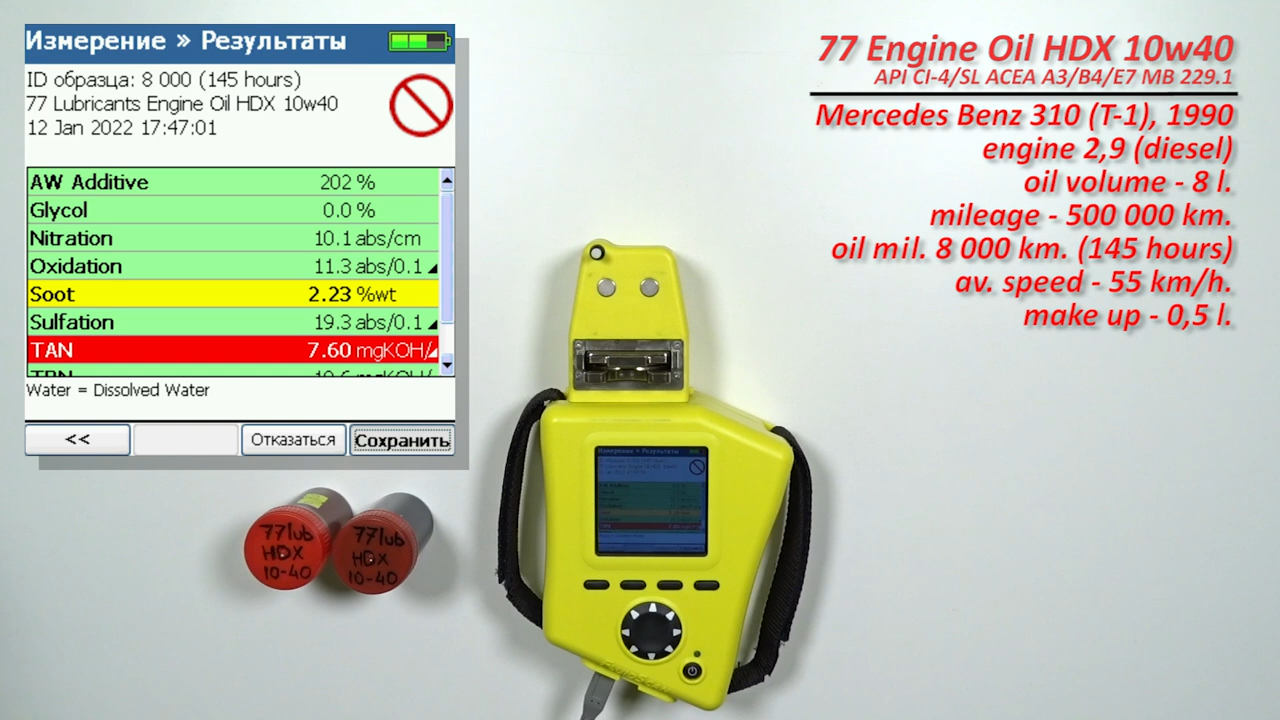 Измерение » Результаты
ID образца: 8 000 (145 hours)
77 Lubricants Engine Oil HDX 10w40
12 Jan 2022 17:47:01
AW Additive 202 %
Glycol 0.0 %
Nitration 10.1 abs/cm
Oxidation 11.3 abs/0.1
Soot 2.23 %wt
Sulfation 19.3 abs/0.1
TAN 7.60 mgKOH/
Water = Dissolved Water
<<
Отказаться
Сохранить
77 Engine Oil HDX 10w40
API CI-4/SL ACEA A3/B4/E7 MB 229.1
Mercedes Benz 310 (T-1), 1990
engine 2,9 (diesel)
oil volume - 8 l.
mileage - 500 000 km.
oil mil. 8 000 km. (145 hours)
av. speed - 55 km/h.
make up - 0,5 l.
77lub
HDX
10-40
77lub
HDX
10-40
Измерение » Результаты